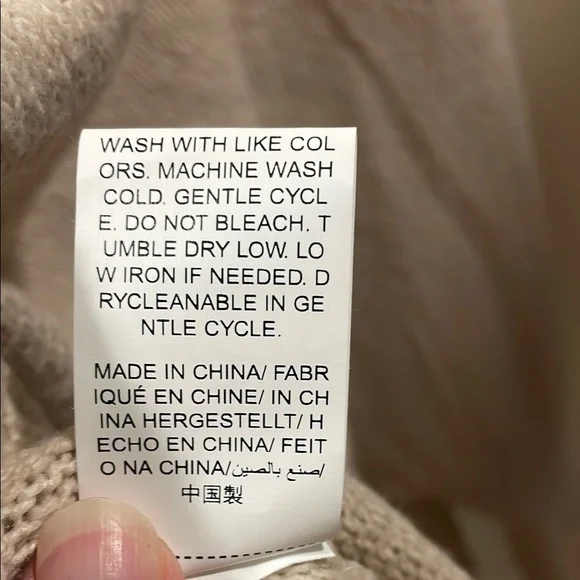 WASH WITH LIKE COL
ORS. MACHINE WASH
COLD. GENTLE CYCL
E. DO NOT BLEACH. T
UMBLE DRY LOW. LO
W IRON IF NEEDED. D
RYCLEANABLE IN GE
NTLE CYCLE.
MADE IN CHINA/ FABR
IQUÉ EN CHINE/ IN CH
INA HERGESTELLT/ H
ECHO EN CHINA/ FEIT
O NA CHINA/صنع بالصين/
中国製